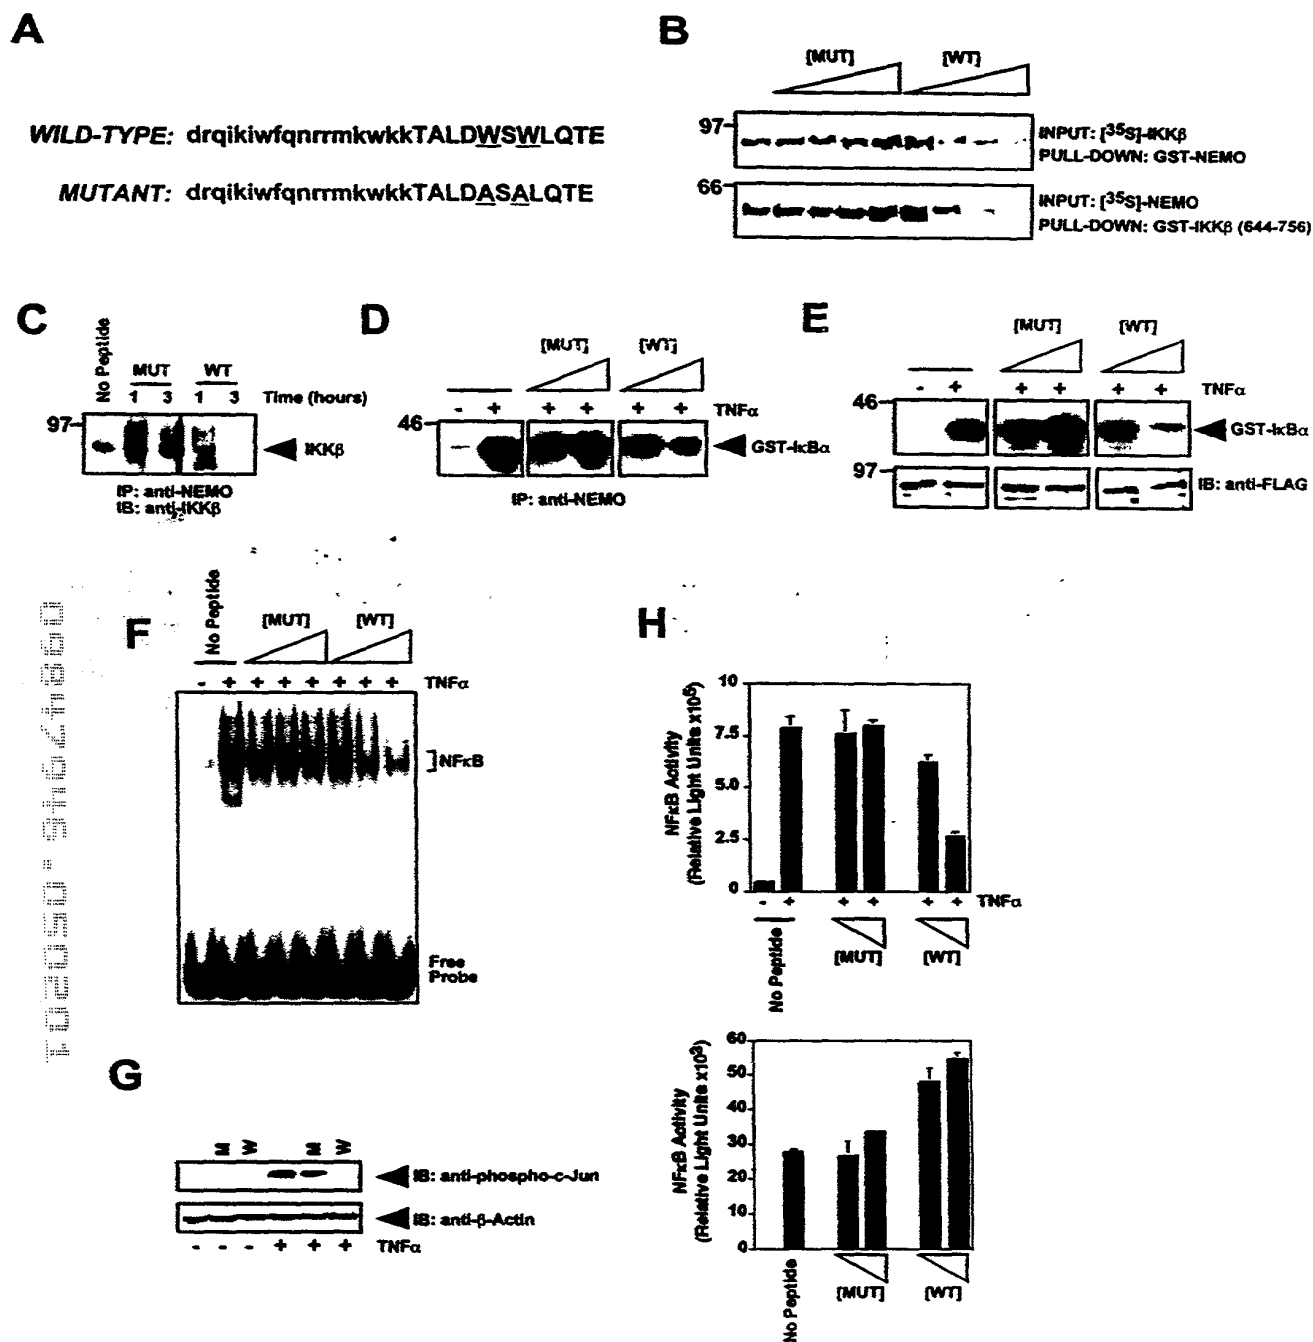 A
WILD-TYPE: drqikiwfqnrrmkwkkTALDWSWLQTE
MUTANT: drqikiwfqnrrmkwkkTALDASALQTE
B
[MUT] [WT]
97
INPUT: [35S]-IKKβ
PULL-DOWN: GST-NEMO
66
INPUT: [35S]-NEMO
PULL-DOWN: GST-IKKβ (644-756)
C
No Peptide
MUT WT
1 3 1 3 Time (hours)
97
IKKβ
IP: anti-NEMO
IB: anti-IKKβ
D
[MUT] [WT]
- + + + + + TNFα
46
GST-IκBα
IP: anti-NEMO
E
[MUT] [WT]
- + + + + + TNFα
46
GST-IκBα
97
IB: anti-FLAG
F
No Peptide
[MUT] [WT]
- + + + + + + + TNFα
NFκB
Free
Probe
G
M W M W
IB: anti-phospho-c-Jun
IB: anti-β-Actin
- - - + + + TNFα
H
NFκB Activity
(Relative Light Units x10⁵)
10
7.5
5.0
2.5
0
- + + + + + TNFα
No Peptide
[MUT] [WT]
NFκB Activity
(Relative Light Units x10³)
60
50
40
30
20
10
0
No Peptide
[MUT] [WT]